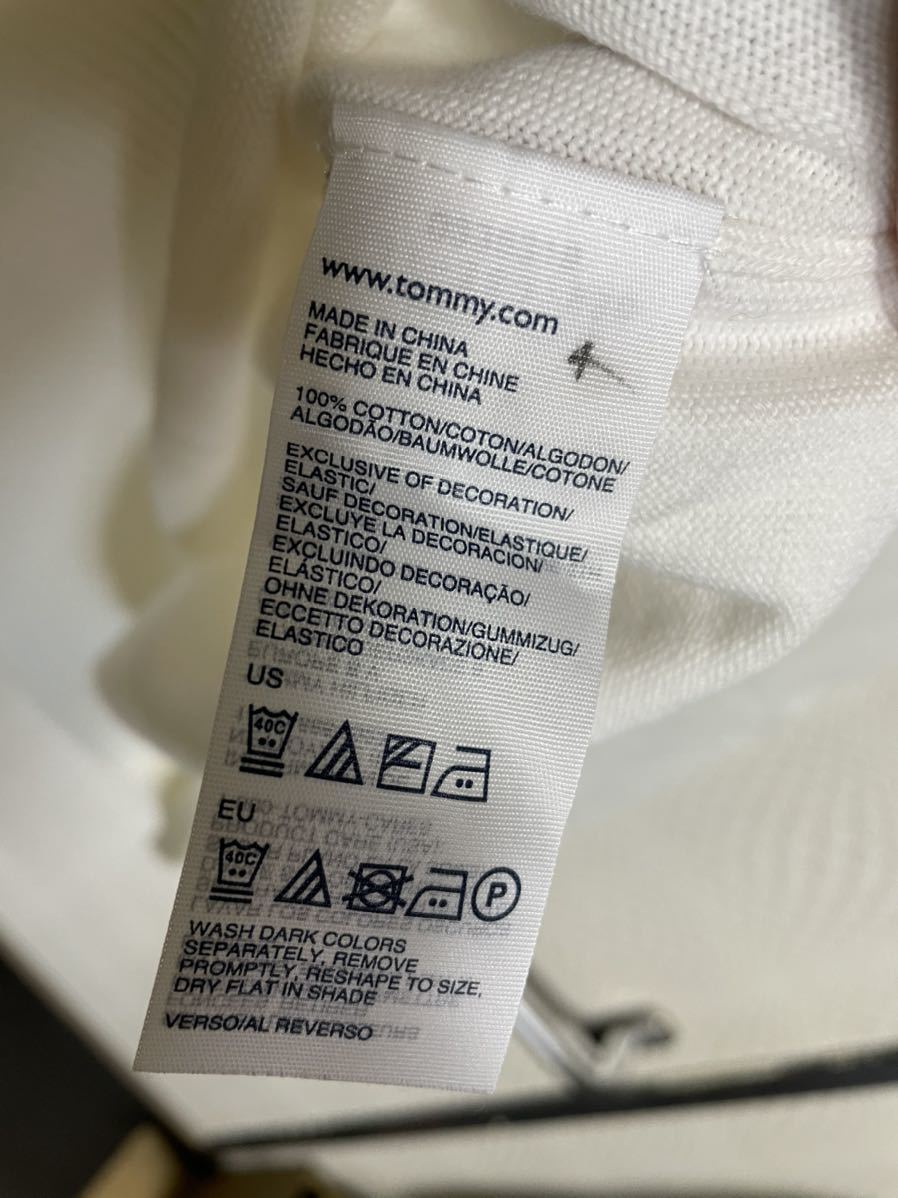 www.tommy.com
MADE IN CHINA
FABRIQUE EN CHINE
HECHO EN CHINA
4
100% COTTON/COTON/ALGODON/
ALGODÃO/BAUMWOLLE/COTONE
EXCLUSIVE OF DECORATION/
ELASTIC/
SAUF DECORATION/ELASTIQUE/
EXCLUYE LA DECORACION/
ELASTICO/
EXCLUINDO DECORAÇÃO/
ELÁSTICO/
OHNE DEKORATION/GUMMIZUG/
ECCETTO DECORAZIONE/
ELASTICO
US
40C
EU
40C
P
WASH DARK COLORS
SEPARATELY, REMOVE
PROMPTLY, RESHAPE TO SIZE,
DRY FLAT IN SHADE
VERSO/AL REVERSO